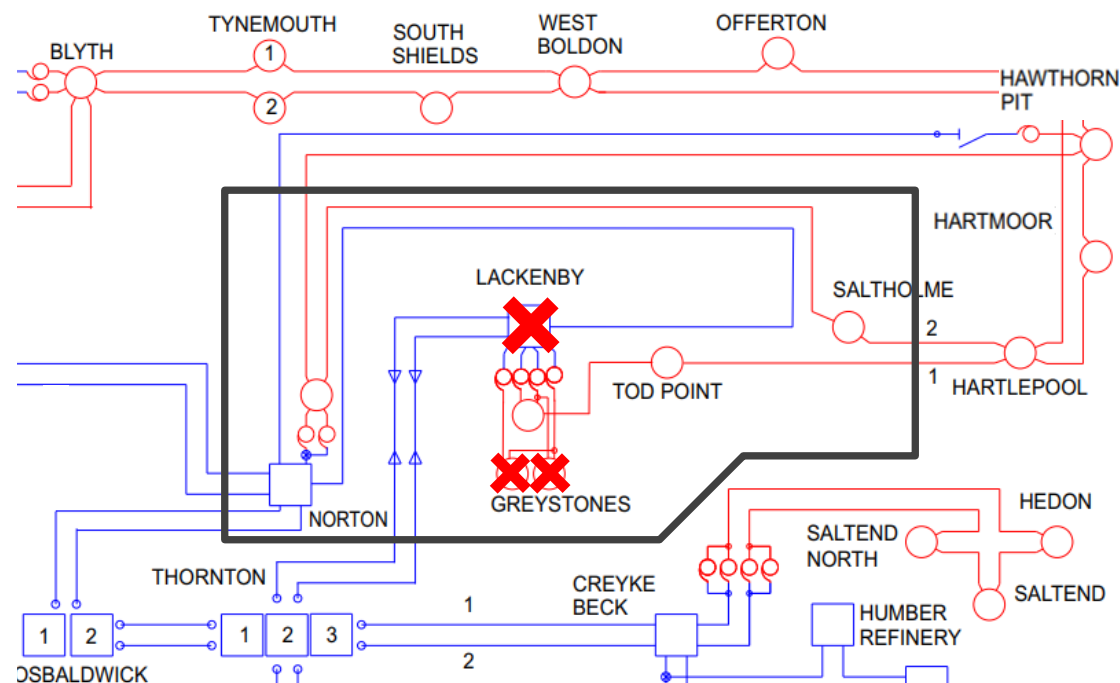 TYNEMOUTH
1
2
BLYTH
SOUTH
SHIELDS
WEST
BOLDON
OFFERTON
HAWTHORN
PIT
HARTMOOR
LACKENBY
SALTHOLME
2
1
TOD POINT
HARTLEPOOL
GREYSTONES
NORTON
THORNTON
CREYKE
BECK
SALTEND
NORTH
HEDON
SALTEND
HUMBER
REFINERY
1
2
1
2
1
2
3
OSBALDWICK